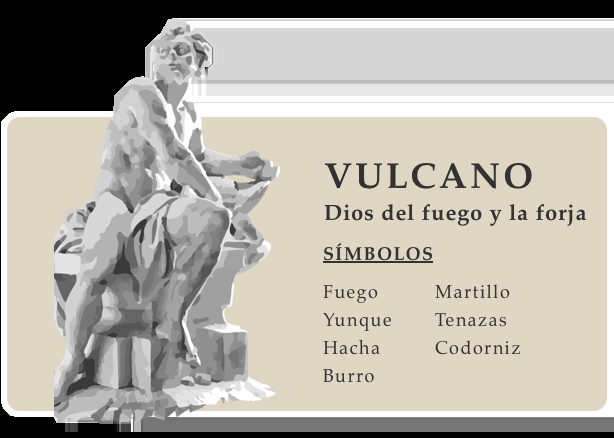 VULCANO
Dios del fuego y la forja
SÍMBOLOS
Fuego
Yunque
Hacha
Burro
Martillo
Tenazas
Codorniz